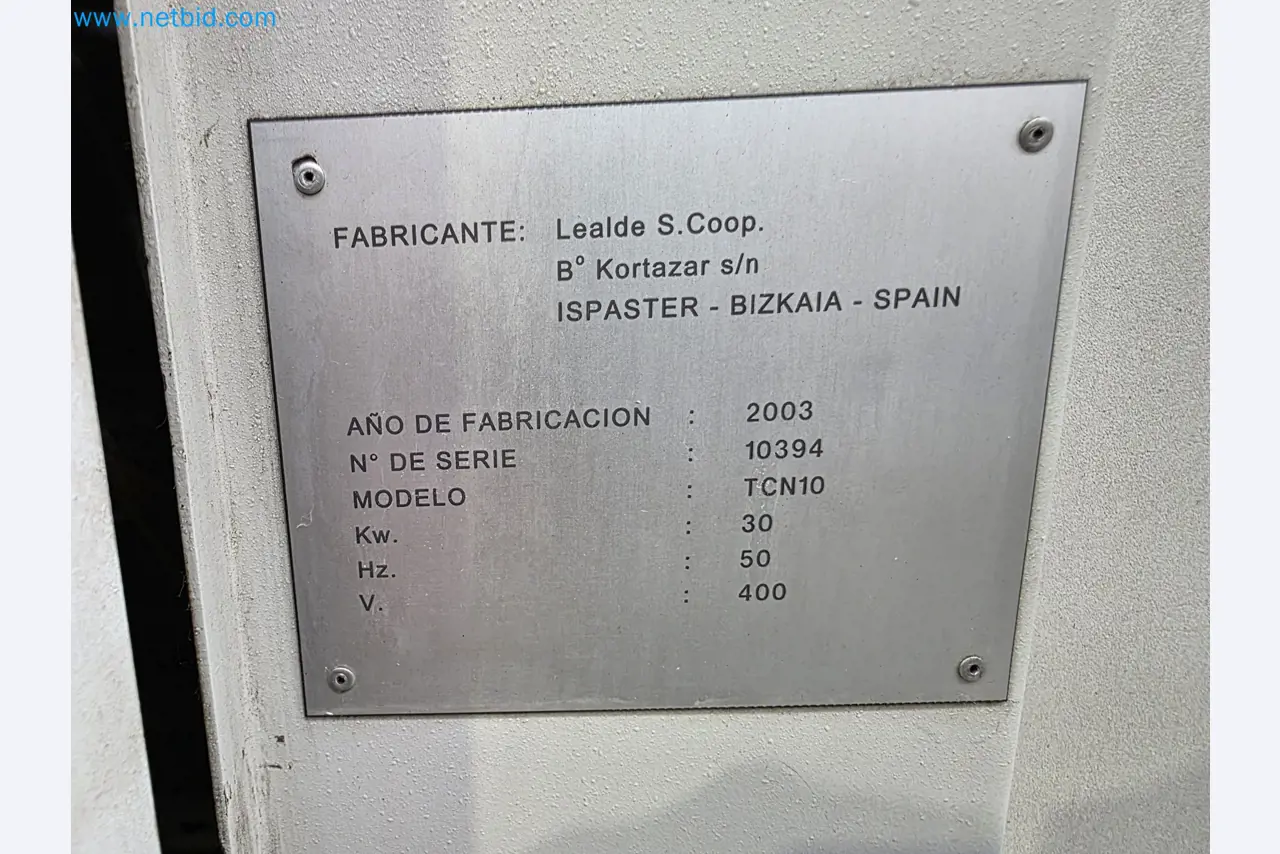 www.netbid.com
FABRICANTE: Lealde S.Coop.
Bº Kortazar s/n
ISPASTER - BIZKAIA - SPAIN
AÑO DE FABRICACION : 2003
N° DE SERIE : 10394
MODELO : TCN10
Kw. : 30
Hz. : 50
V. : 400